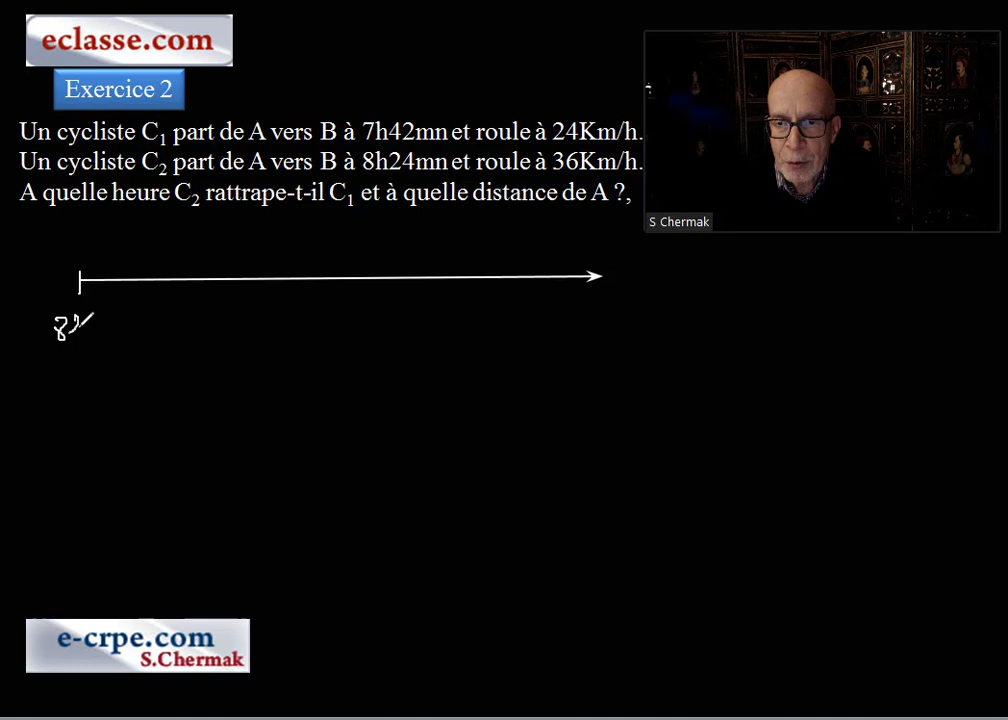 eclasse.com
Exercice 2
Un cycliste C₁ part de A vers B à 7h42mn et roule à 24Km/h.
Un cycliste C₂ part de A vers B à 8h24mn et roule à 36Km/h.
A quelle heure C₂ rattrape-t-il C₁ et à quelle distance de A ?,
S Chermak
e-crpe.com
S.Chermak